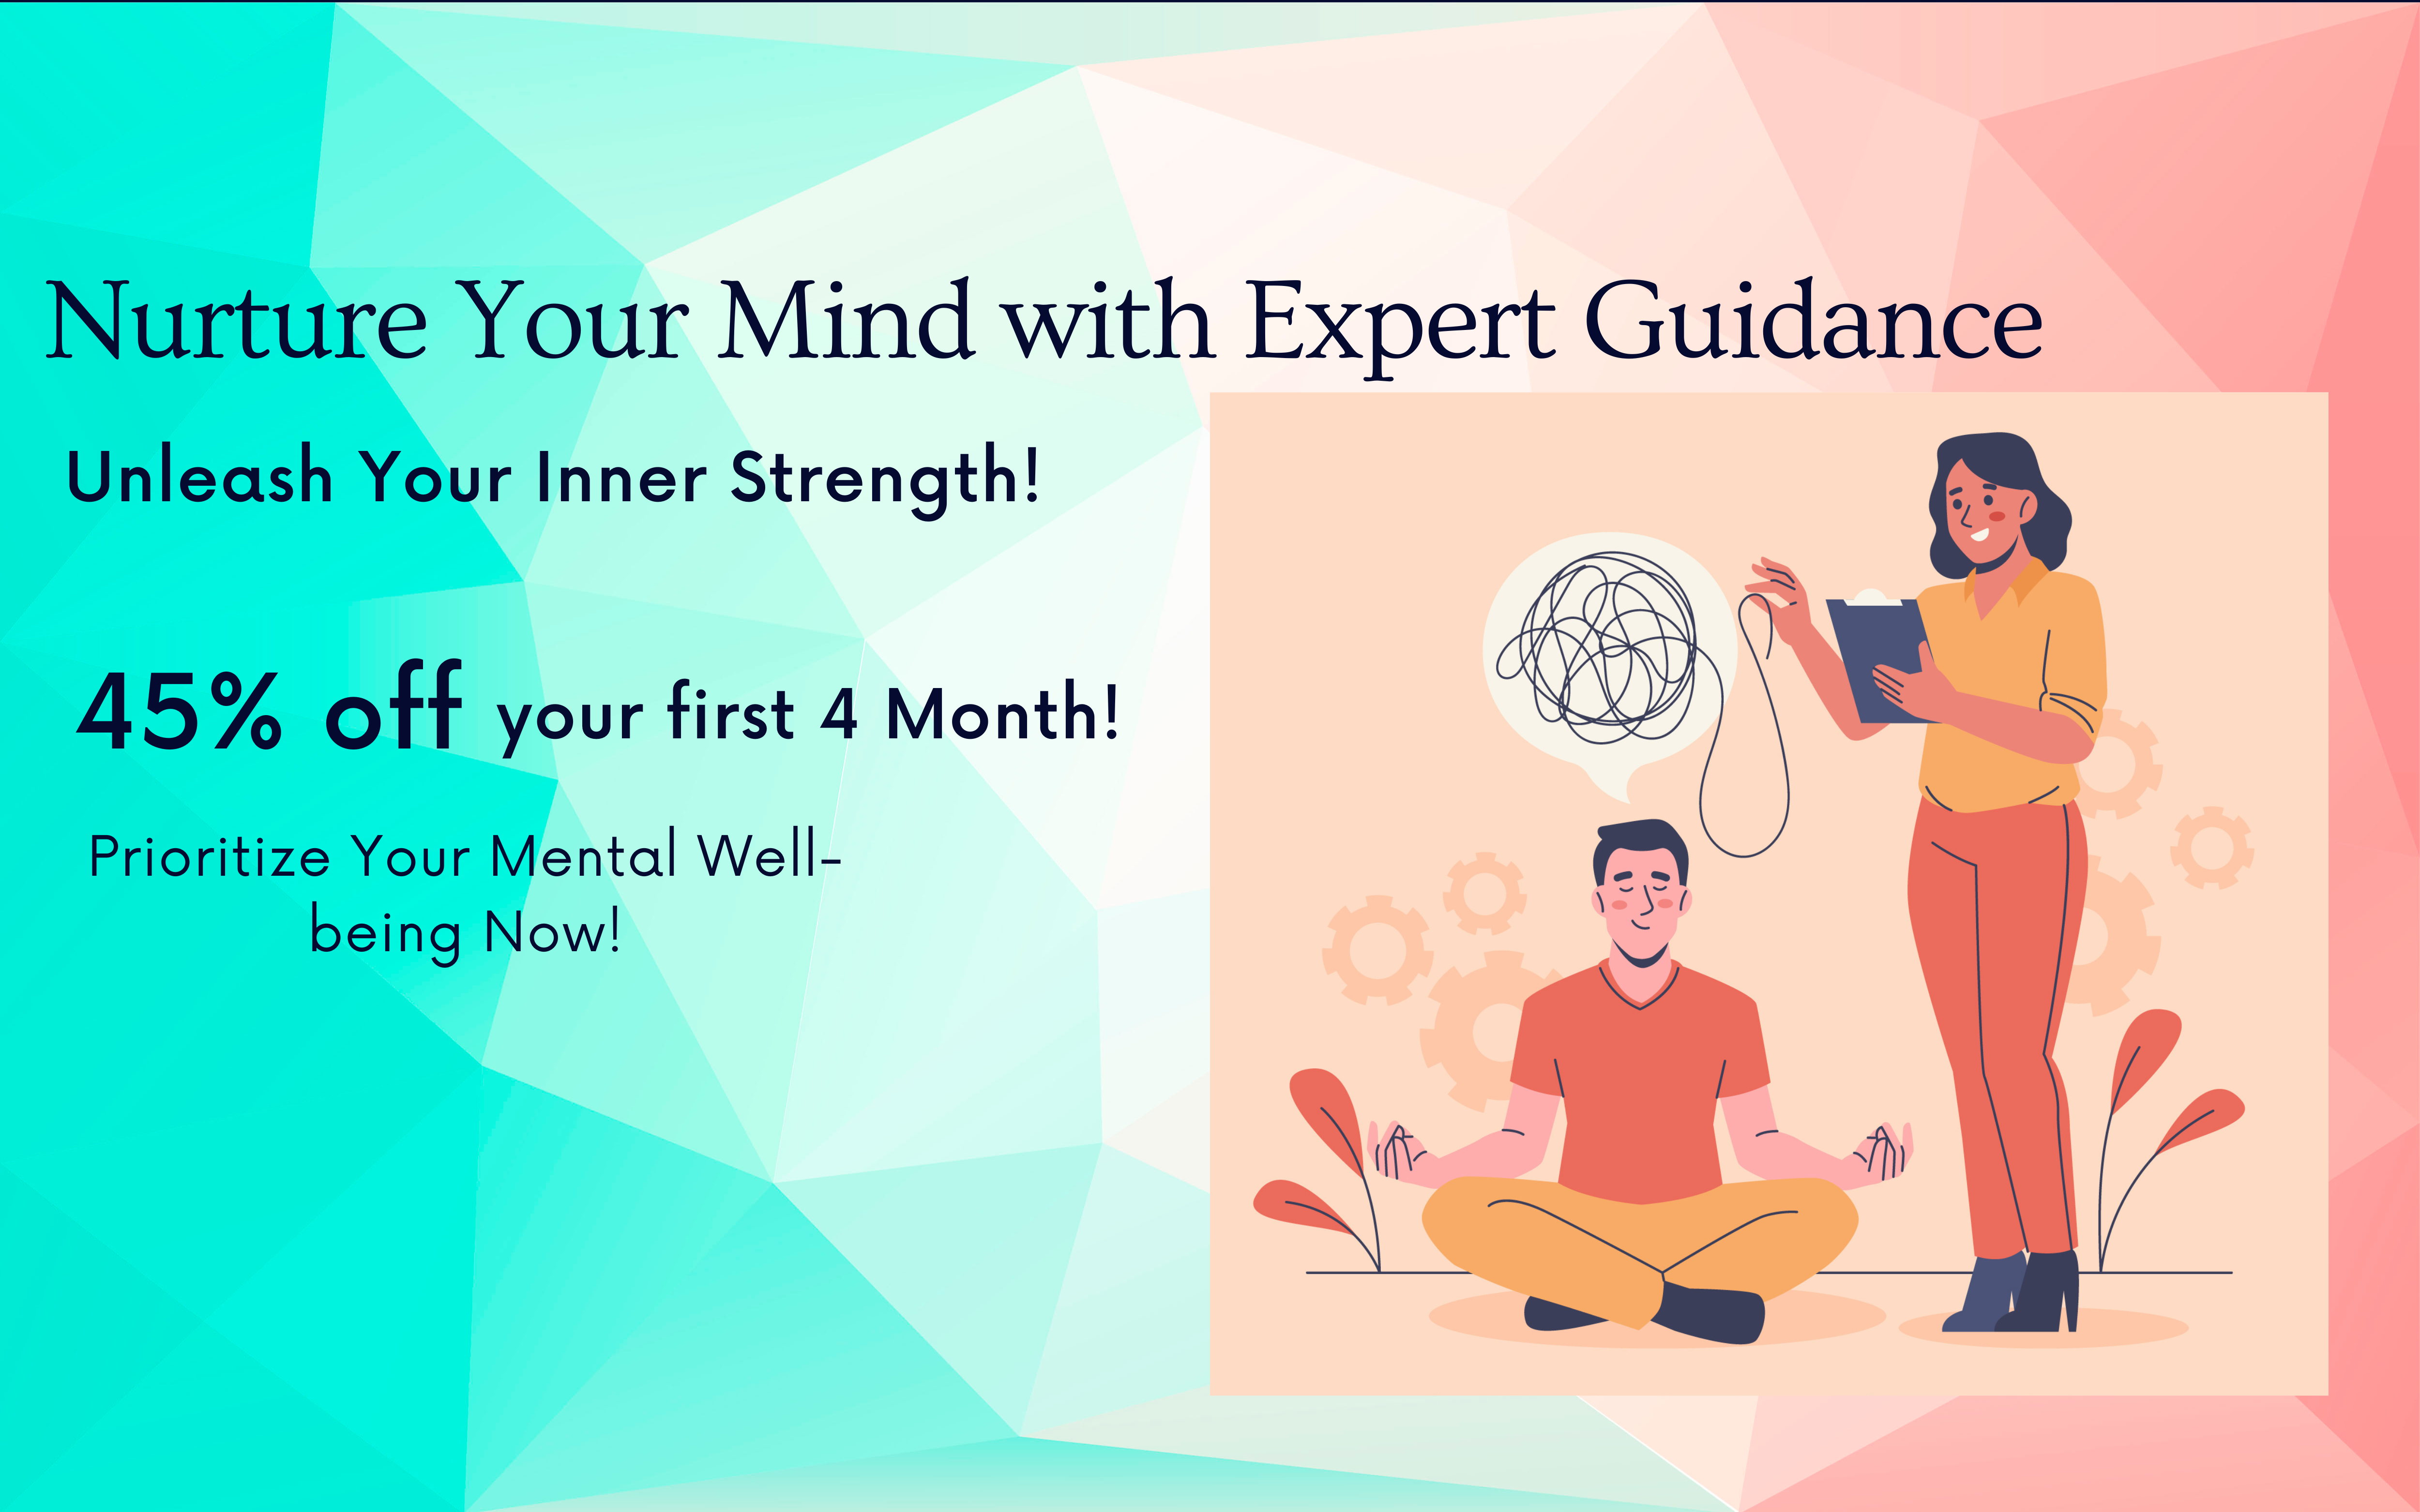 Nurture Your Mind with Expert Guidance
Unleash Your Inner Strength!
45% off your first 4 Month!
Prioritize Your Mental Well-
being Now!